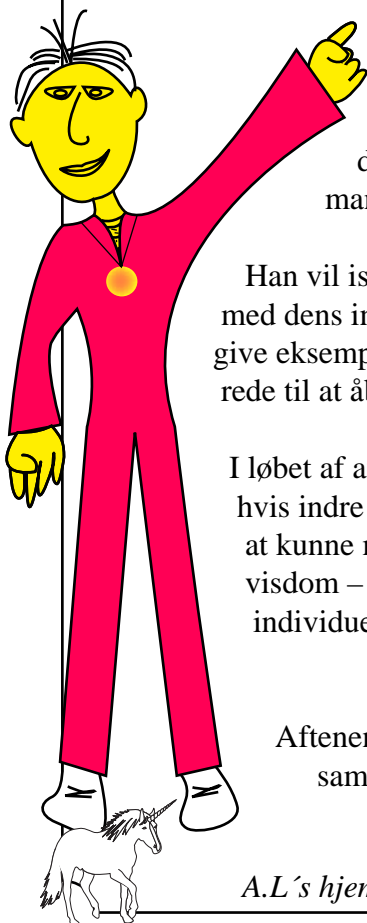 d
mar
Han vil is
med dens in
give eksemp
rede til at åb
I løbet af a
hvis indre
at kunne
visdom –
individue
Aftener
sam
A.L´s hjem